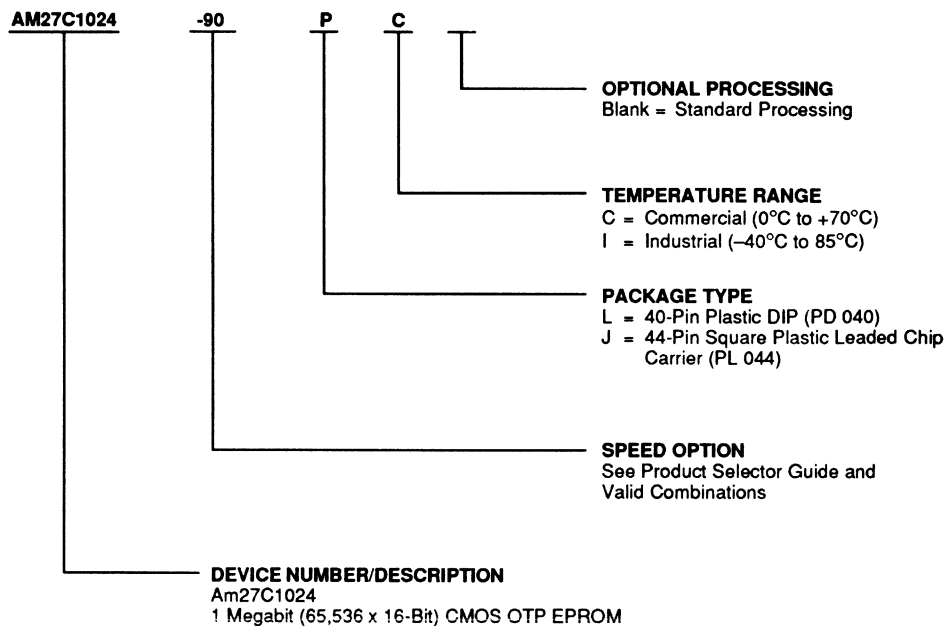 AM27C1024 -90 P C
OPTIONAL PROCESSING
Blank = Standard Processing
TEMPERATURE RANGE
C = Commercial (0°C to +70°C)
I = Industrial (–40°C to 85°C)
PACKAGE TYPE
L = 40-Pin Plastic DIP (PD 040)
J = 44-Pin Square Plastic Leaded Chip
Carrier (PL 044)
SPEED OPTION
See Product Selector Guide and
Valid Combinations
DEVICE NUMBER/DESCRIPTION
Am27C1024
1 Megabit (65,536 x 16-Bit) CMOS OTP EPROM